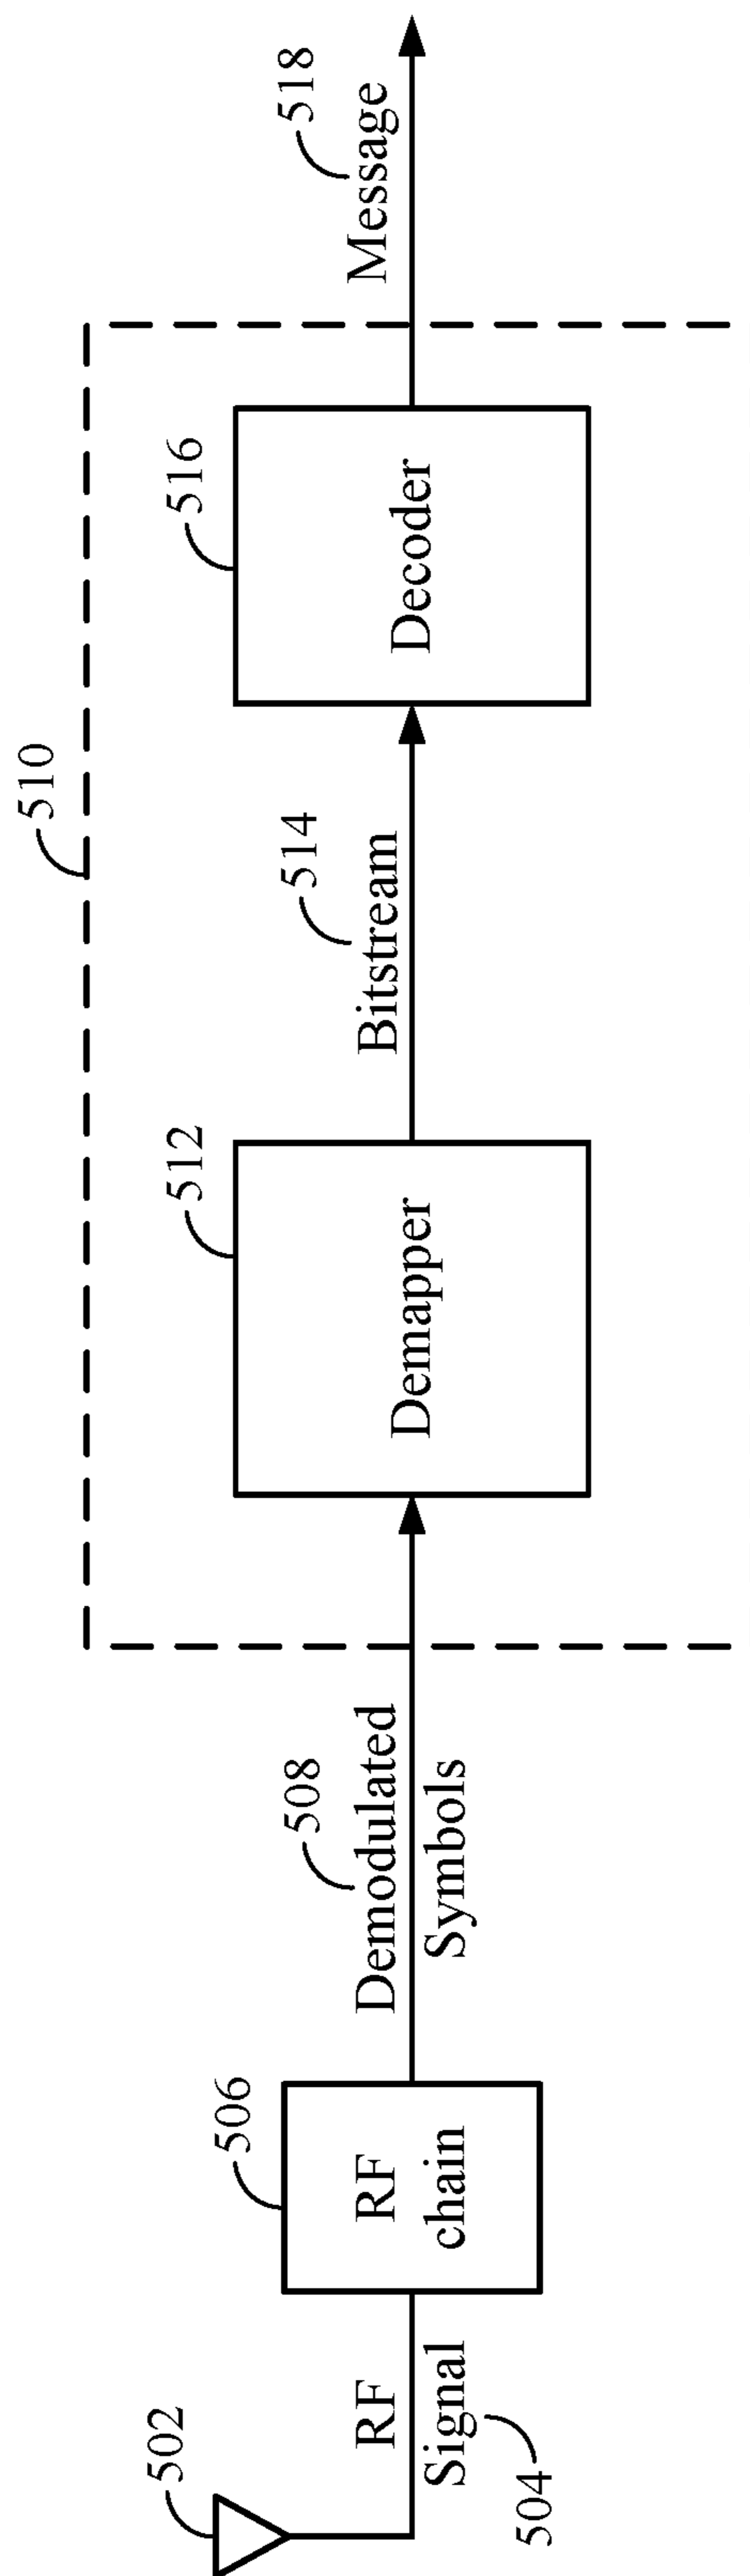 510
502
RF
Signal
504
506
RF
chain
508
Demodulated
Symbols
512
Demapper
514
Bitstream
516
Decoder
518
Message